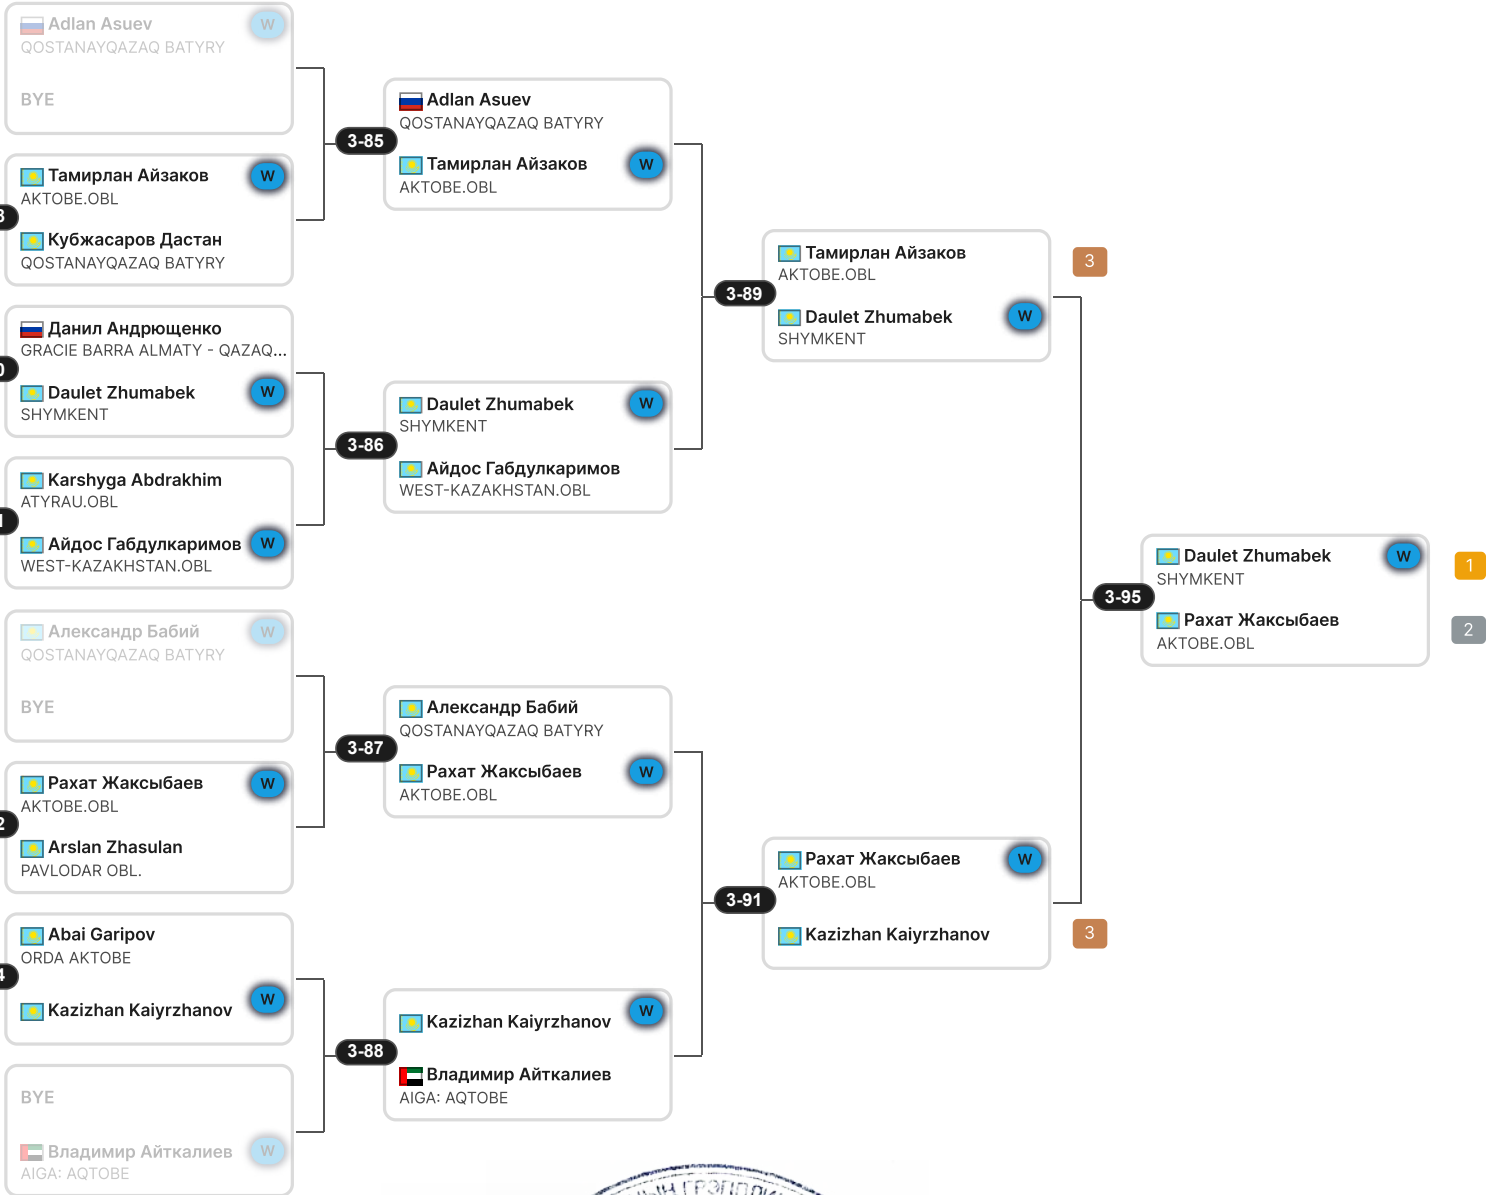 Adlan Asuev
W
QOSTANAYQAZAQ BATYRY
BYE
Тамирлан Айзаков
W
AKTOBE.OBL
Кубжасаров Дастан
QOSTANAYQAZAQ BATYRY
Данил Андрющенко
GRACIE BARRA ALMATY - QAZAQ...
Daulet Zhumabek
W
SHYMKENT
Karshyga Abdrakhim
ATYRAU.OBL
Айдос Габдулкаримов
W
WEST-KAZAKHSTAN.OBL
Александр Бабий
W
QOSTANAYQAZAQ BATYRY
BYE
Рахат Жаксыбаев
W
AKTOBE.OBL
2
Arslan Zhasulan
PAVLODAR OBL.
Abai Garipov
ORDA AKTOBE
4
Kazizhan Kaiyrzhanov
W
BYE
Владимир Айткалиев
W
AIGA: AQTOBE
3-85
Adlan Asuev
QOSTANAYQAZAQ BATYRY
Тамирлан Айзаков
W
AKTOBE.OBL
3-86
Daulet Zhumabek
W
SHYMKENT
Айдос Габдулкаримов
WEST-KAZAKHSTAN.OBL
3-87
Александр Бабий
QOSTANAYQAZAQ BATYRY
Рахат Жаксыбаев
W
AKTOBE.OBL
3-88
Kazizhan Kaiyrzhanov
W
Владимир Айткалиев
AIGA: AQTOBE
3-89
Тамирлан Айзаков
AKTOBE.OBL
3
Daulet Zhumabek
W
SHYMKENT
3-91
Рахат Жаксыбаев
W
AKTOBE.OBL
Kazizhan Kaiyrzhanov
3
3-95
Daulet Zhumabek
W
1
SHYMKENT
Рахат Жаксыбаев
2
AKTOBE.OBL